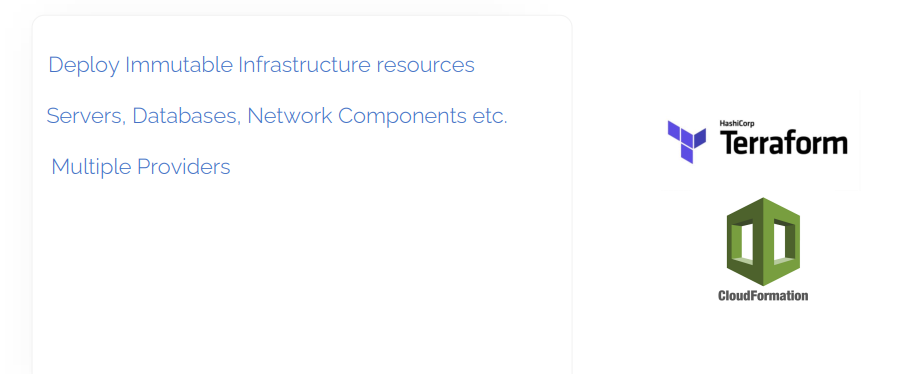 Deploy Immutable Infrastructure resources
Servers, Databases, Network Components etc.
Multiple Providers
HashiCorp
Terraform
CloudFormation